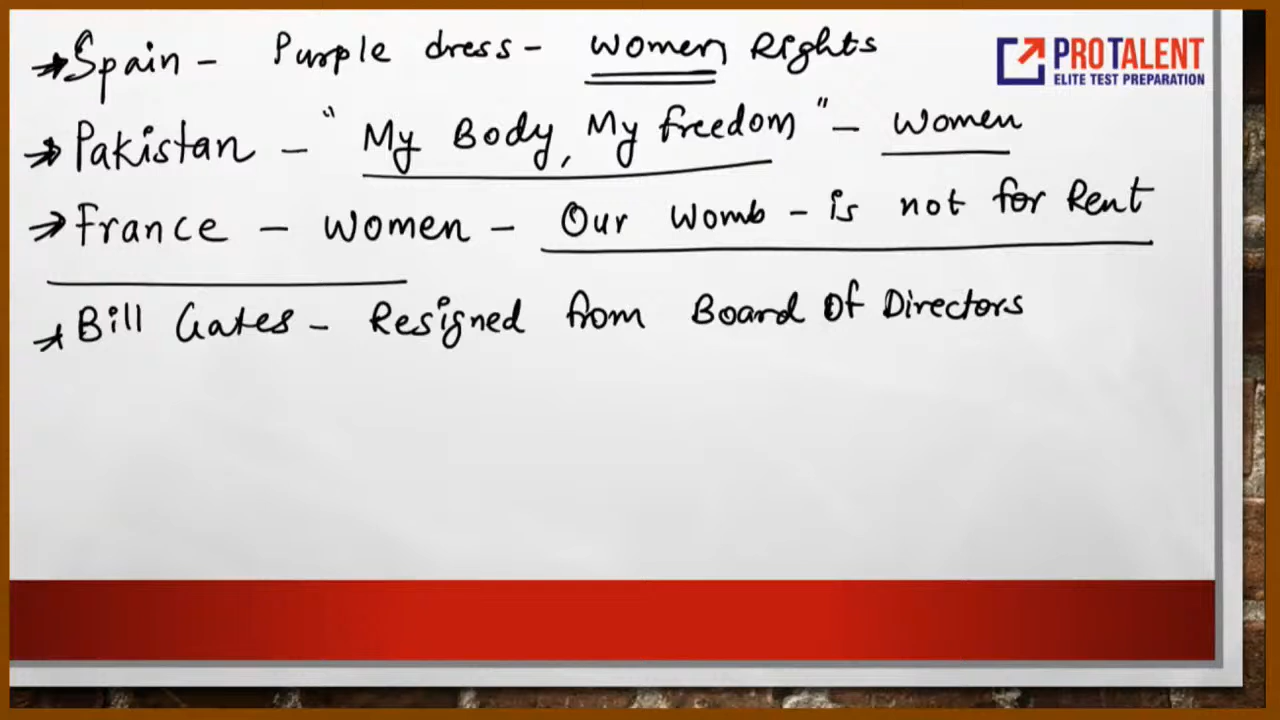 → Spain - Purple dress - Women Rights
PROTALENT
ELITE TEST PREPARATION
→ Pakistan - "My Body, My freedom" - Women
→ France - Women - Our Womb - is not for Rent
→ Bill Gates - Resigned from Board Of Directors